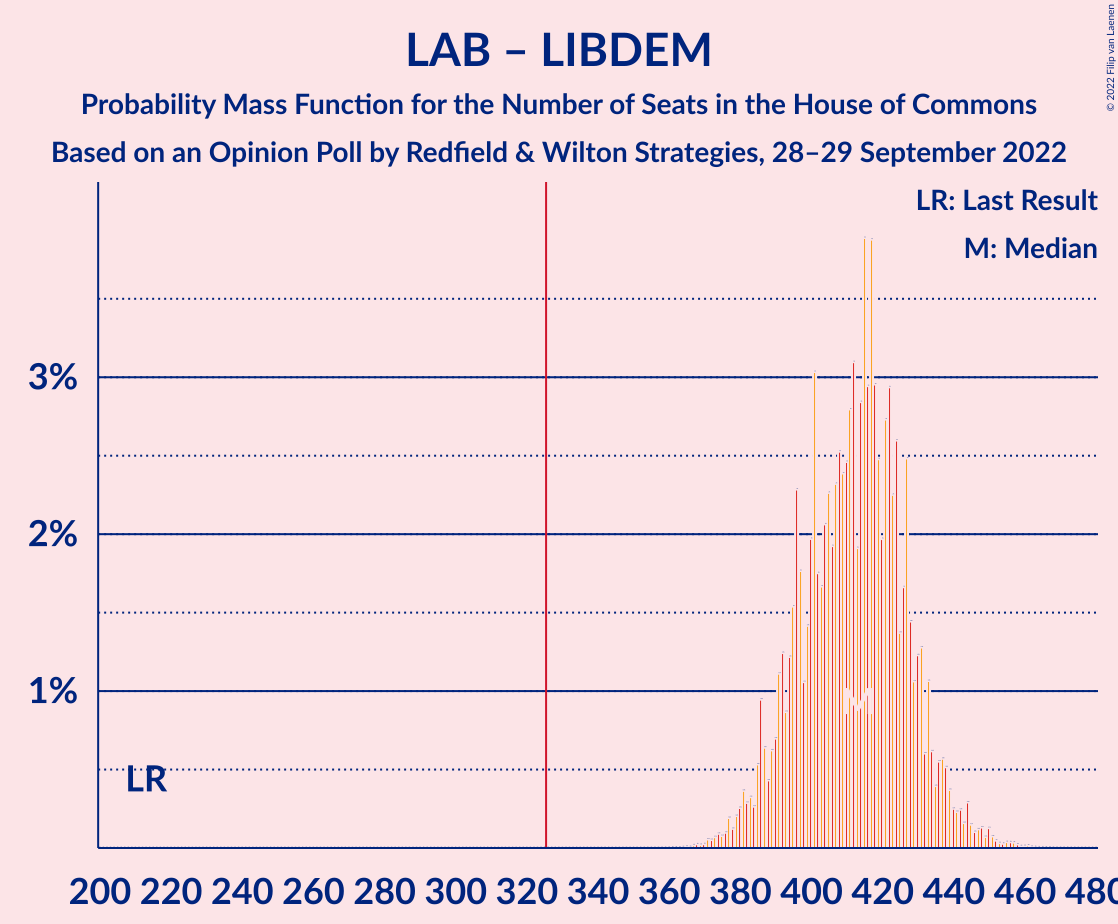 LAB – LIBDEM
Probability Mass Function for the Number of Seats in the House of Commons
Based on an Opinion Poll by Redfield & Wilton Strategies, 28–29 September 2022
© 2022 Filip van Laenen
LR: Last Result
M: Median
3%
2%
1%
LR
M
200 220 240 260 280 300 320 340 360 380 400 420 440 460 480